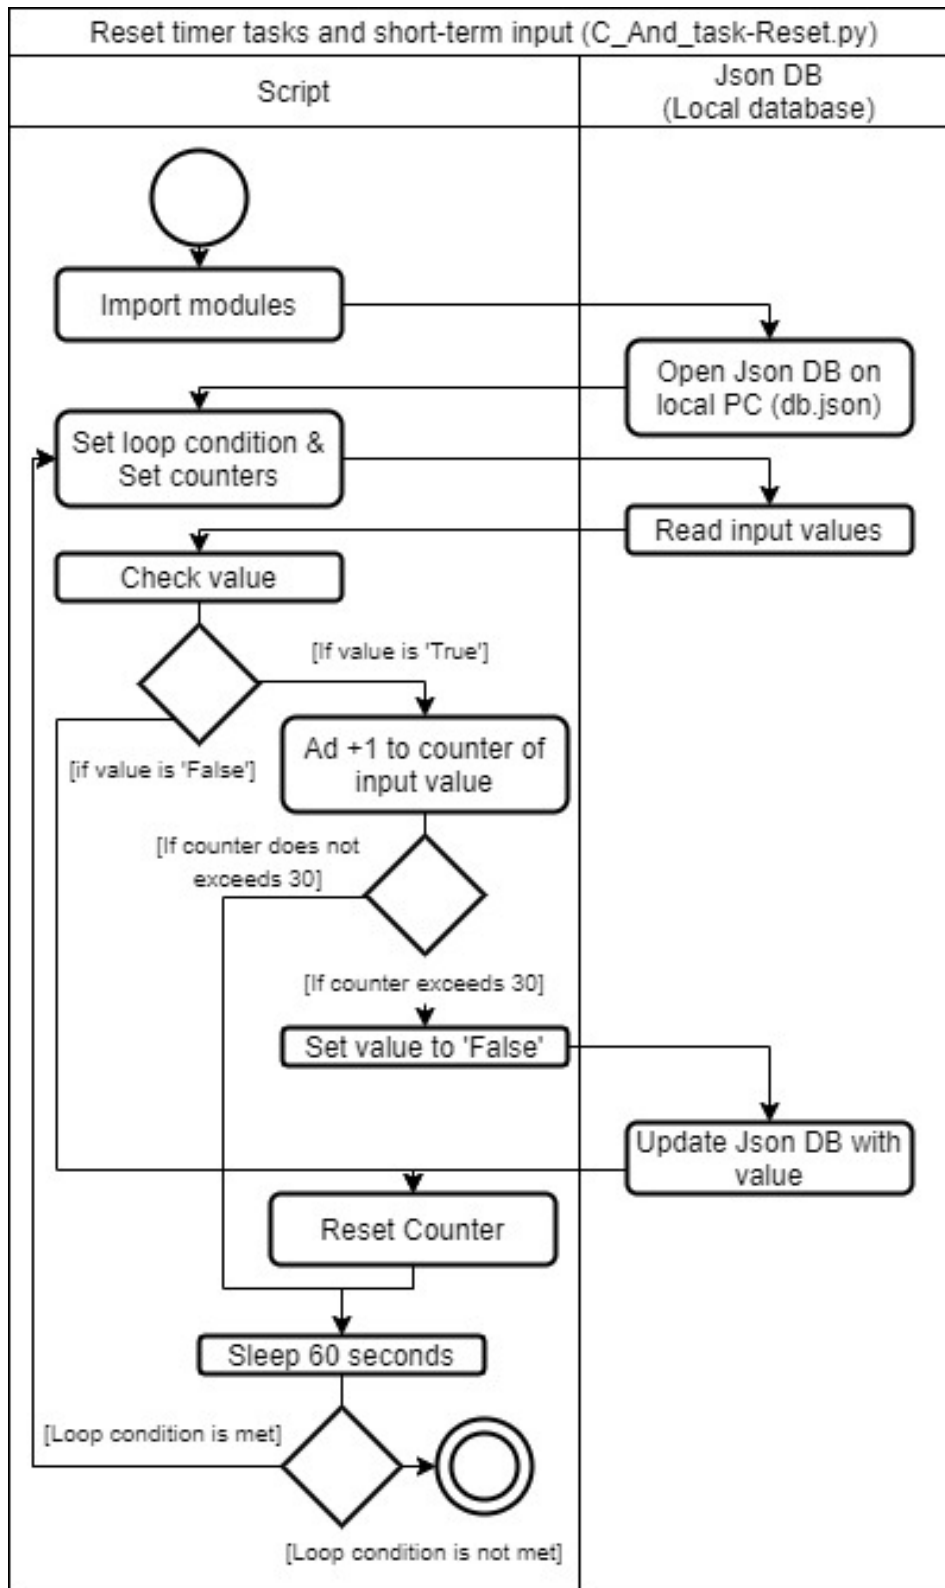 Reset timer tasks and short-term input (C_And_task-Reset.py)
Script
Json DB
(Local database)
Import modules
Open Json DB on
local PC (db.json)
Set loop condition &
Set counters
Read input values
Check value
[If value is 'True']
Ad +1 to counter of
input value
[if value is 'False']
[If counter does not
exceeds 30]
[If counter exceeds 30]
Set value to 'False'
Update Json DB with
value
Reset Counter
Sleep 60 seconds
[Loop condition is met]
[Loop condition is not met]